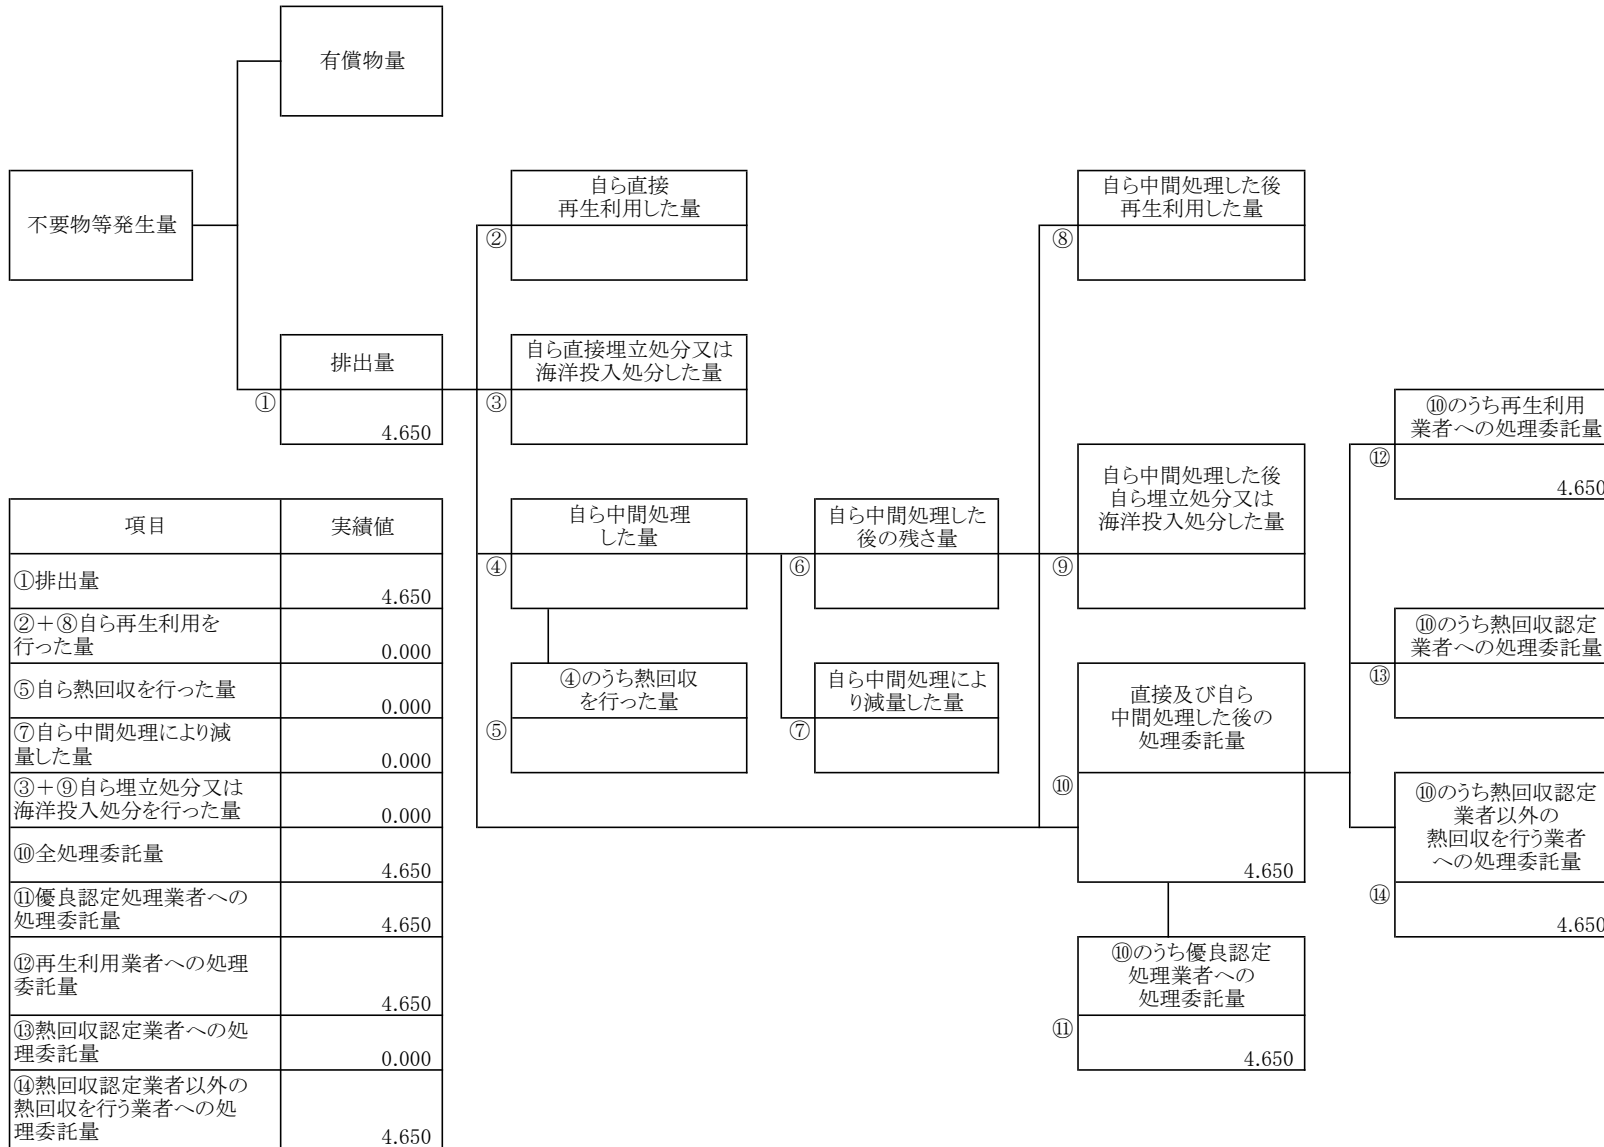 有償物量
不要物等発生量
排出量
①
4.650
自ら直接
再生利用した量
②
自ら直接埋立処分又は
海洋投入処分した量
③
自ら中間処理
した量
④
④のうち熱回収
を行った量
⑤
自ら中間処理した
後の残さ量
⑥
自ら中間処理によ
り減量した量
⑦
自ら中間処理した後
再生利用した量
⑧
自ら中間処理した後
自ら埋立処分又は
海洋投入処分した量
⑨
直接及び自ら
中間処理した後の
処理委託量
⑩
4.650
⑩のうち優良認定
処理業者への
処理委託量
⑪
4.650
⑩のうち再生利用
業者への処理委託量
⑫
4.650
⑩のうち熱回収認定
業者への処理委託量
⑬
⑩のうち熱回収認定
業者以外の
熱回収を行う業者
への処理委託量
⑭
4.650
項目 実績値
①排出量
4.650
②+⑧自ら再生利用を
行った量
0.000
⑤自ら熱回収を行った量
0.000
⑦自ら中間処理により減
量した量
0.000
③+⑨自ら埋立処分又は
海洋投入処分を行った量
0.000
⑩全処理委託量
4.650
⑪優良認定処理業者への
処理委託量
4.650
⑫再生利用業者への処理
委託量
4.650
⑬熱回収認定業者への処
理委託量
0.000
⑭熱回収認定業者以外の
熱回収を行う業者への処
理委託量
4.650